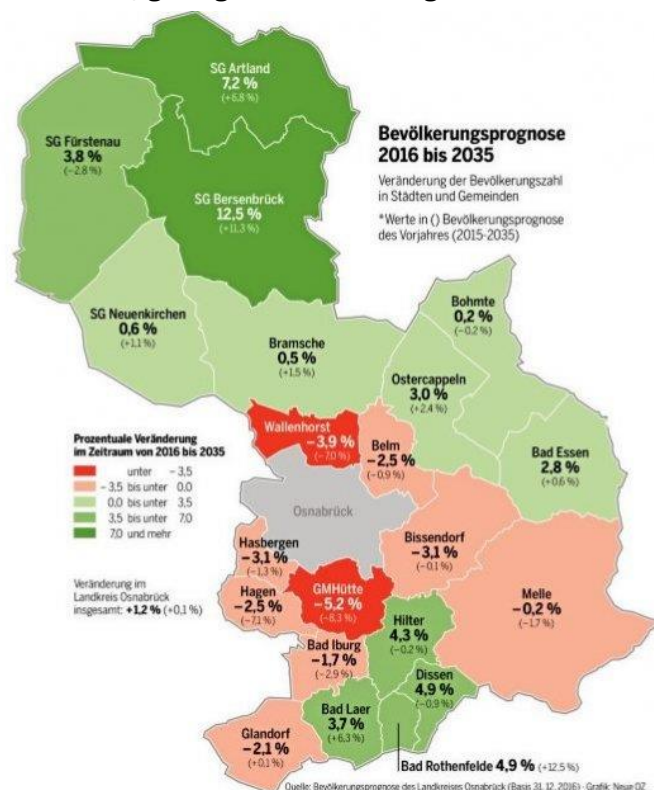 SG Artland
7,2 %
(+6,8 %)
SG Fürstenau
3,8 %
(−2,8 %)
SG Bersenbrück
12,5 %
(+11,3 %)
Bevölkerungsprognose
2016 bis 2035
Veränderung der Bevölkerungszahl
in Städten und Gemeinden
*Werte in () Bevölkerungsprognose
des Vorjahres (2015-2035)
SG Neuenkirchen
0,6 %
(+1,1 %)
Bramsche
0,5 %
(+1,5 %)
Bohmte
0,2 %
(−0,2 %)
Ostercappeln
3,0 %
(+2,4 %)
Bad Essen
2,8 %
(+0,6 %)
Wallenhorst
−3,9 %
(−7,0 %)
Belm
−2,5 %
(−0,9 %)
Prozentuale Veränderung
im Zeitraum von 2016 bis 2035
unter −3,5
−3,5 bis unter 0,0
0,0 bis unter 3,5
3,5 bis unter 7,0
7,0 und mehr
Osnabrück
Veränderung im
Landkreis Osnabrück
insgesamt: +1,2 % (+0,1 %)
Hasbergen
−3,1 %
(−1,3 %)
Bissendorf
−3,1 %
(−0,1 %)
Hagen
−2,5 %
(−7,1 %)
GMHütte
−5,2 %
(−8,3 %)
Melle
−0,2 %
(−1,7 %)
Hilter
4,3 %
(−0,2 %)
Bad Iburg
−1,7 %
(−2,9 %)
Dissen
4,9 %
(−0,9 %)
Bad Laer
3,7 %
(+6,3 %)
Glandorf
−2,1 %
(+0,1 %)
Bad Rothenfelde 4,9 % (+12,5 %)
Quelle: Bevölkerungsprognose des Landkreises Osnabrück (Basis 31.12.2016) · Grafik: Neue OZ